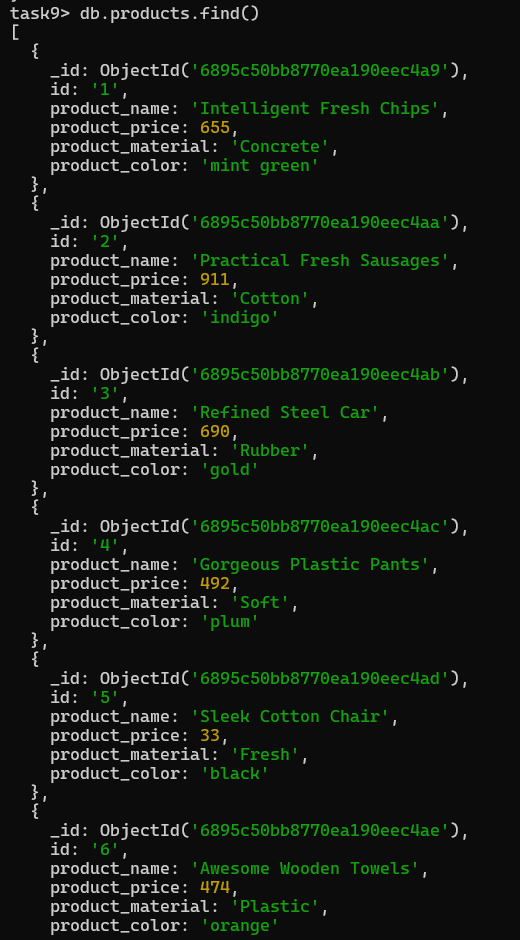 task9> db.products.find()
[
  {
    _id: ObjectId('6895c50bb8770ea190eec4a9'),
    id: '1',
    product_name: 'Intelligent Fresh Chips',
    product_price: 655,
    product_material: 'Concrete',
    product_color: 'mint green'
  },
  {
    _id: ObjectId('6895c50bb8770ea190eec4aa'),
    id: '2',
    product_name: 'Practical Fresh Sausages',
    product_price: 911,
    product_material: 'Cotton',
    product_color: 'indigo'
  },
  {
    _id: ObjectId('6895c50bb8770ea190eec4ab'),
    id: '3',
    product_name: 'Refined Steel Car',
    product_price: 690,
    product_material: 'Rubber',
    product_color: 'gold'
  },
  {
    _id: ObjectId('6895c50bb8770ea190eec4ac'),
    id: '4',
    product_name: 'Gorgeous Plastic Pants',
    product_price: 492,
    product_material: 'Soft',
    product_color: 'plum'
  },
  {
    _id: ObjectId('6895c50bb8770ea190eec4ad'),
    id: '5',
    product_name: 'Sleek Cotton Chair',
    product_price: 33,
    product_material: 'Fresh',
    product_color: 'black'
  },
  {
    _id: ObjectId('6895c50bb8770ea190eec4ae'),
    id: '6',
    product_name: 'Awesome Wooden Towels',
    product_price: 474,
    product_material: 'Plastic',
    product_color: 'orange'